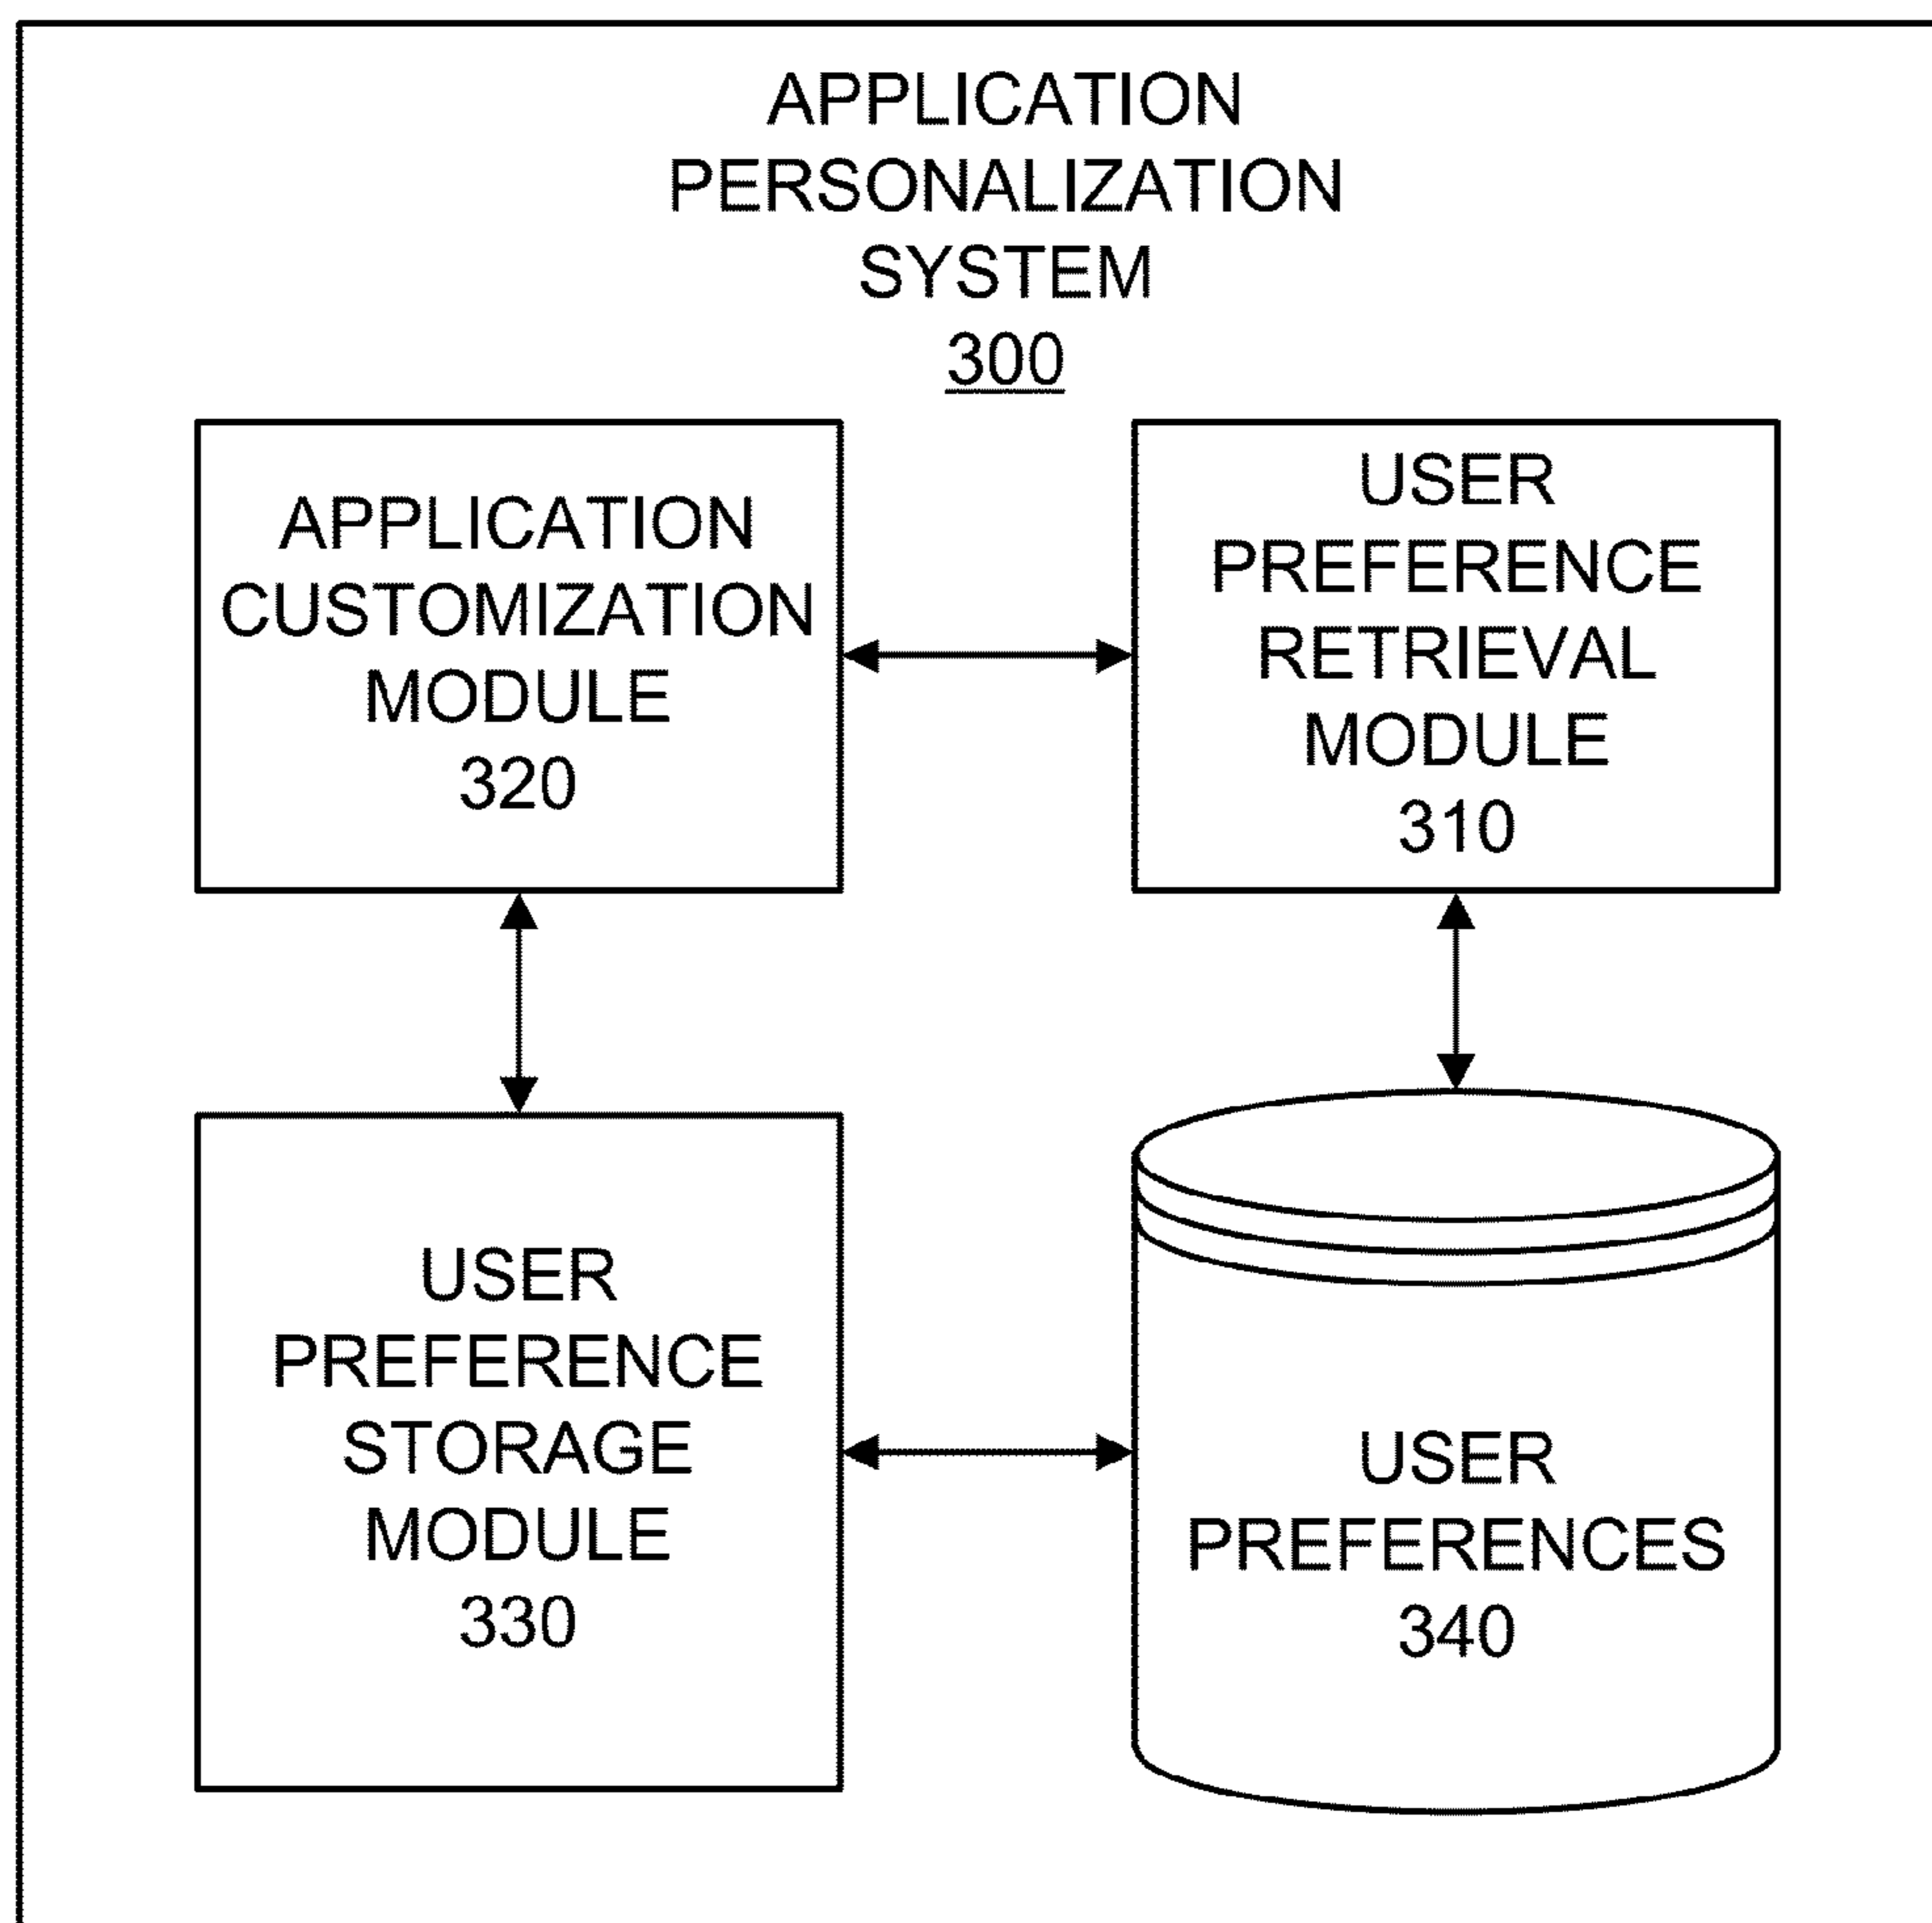 APPLICATION
PERSONALIZATION
SYSTEM
300
APPLICATION
CUSTOMIZATION
MODULE
320
USER
PREFERENCE
RETRIEVAL
MODULE
310
USER
PREFERENCE
STORAGE
MODULE
330
USER
PREFERENCES
340